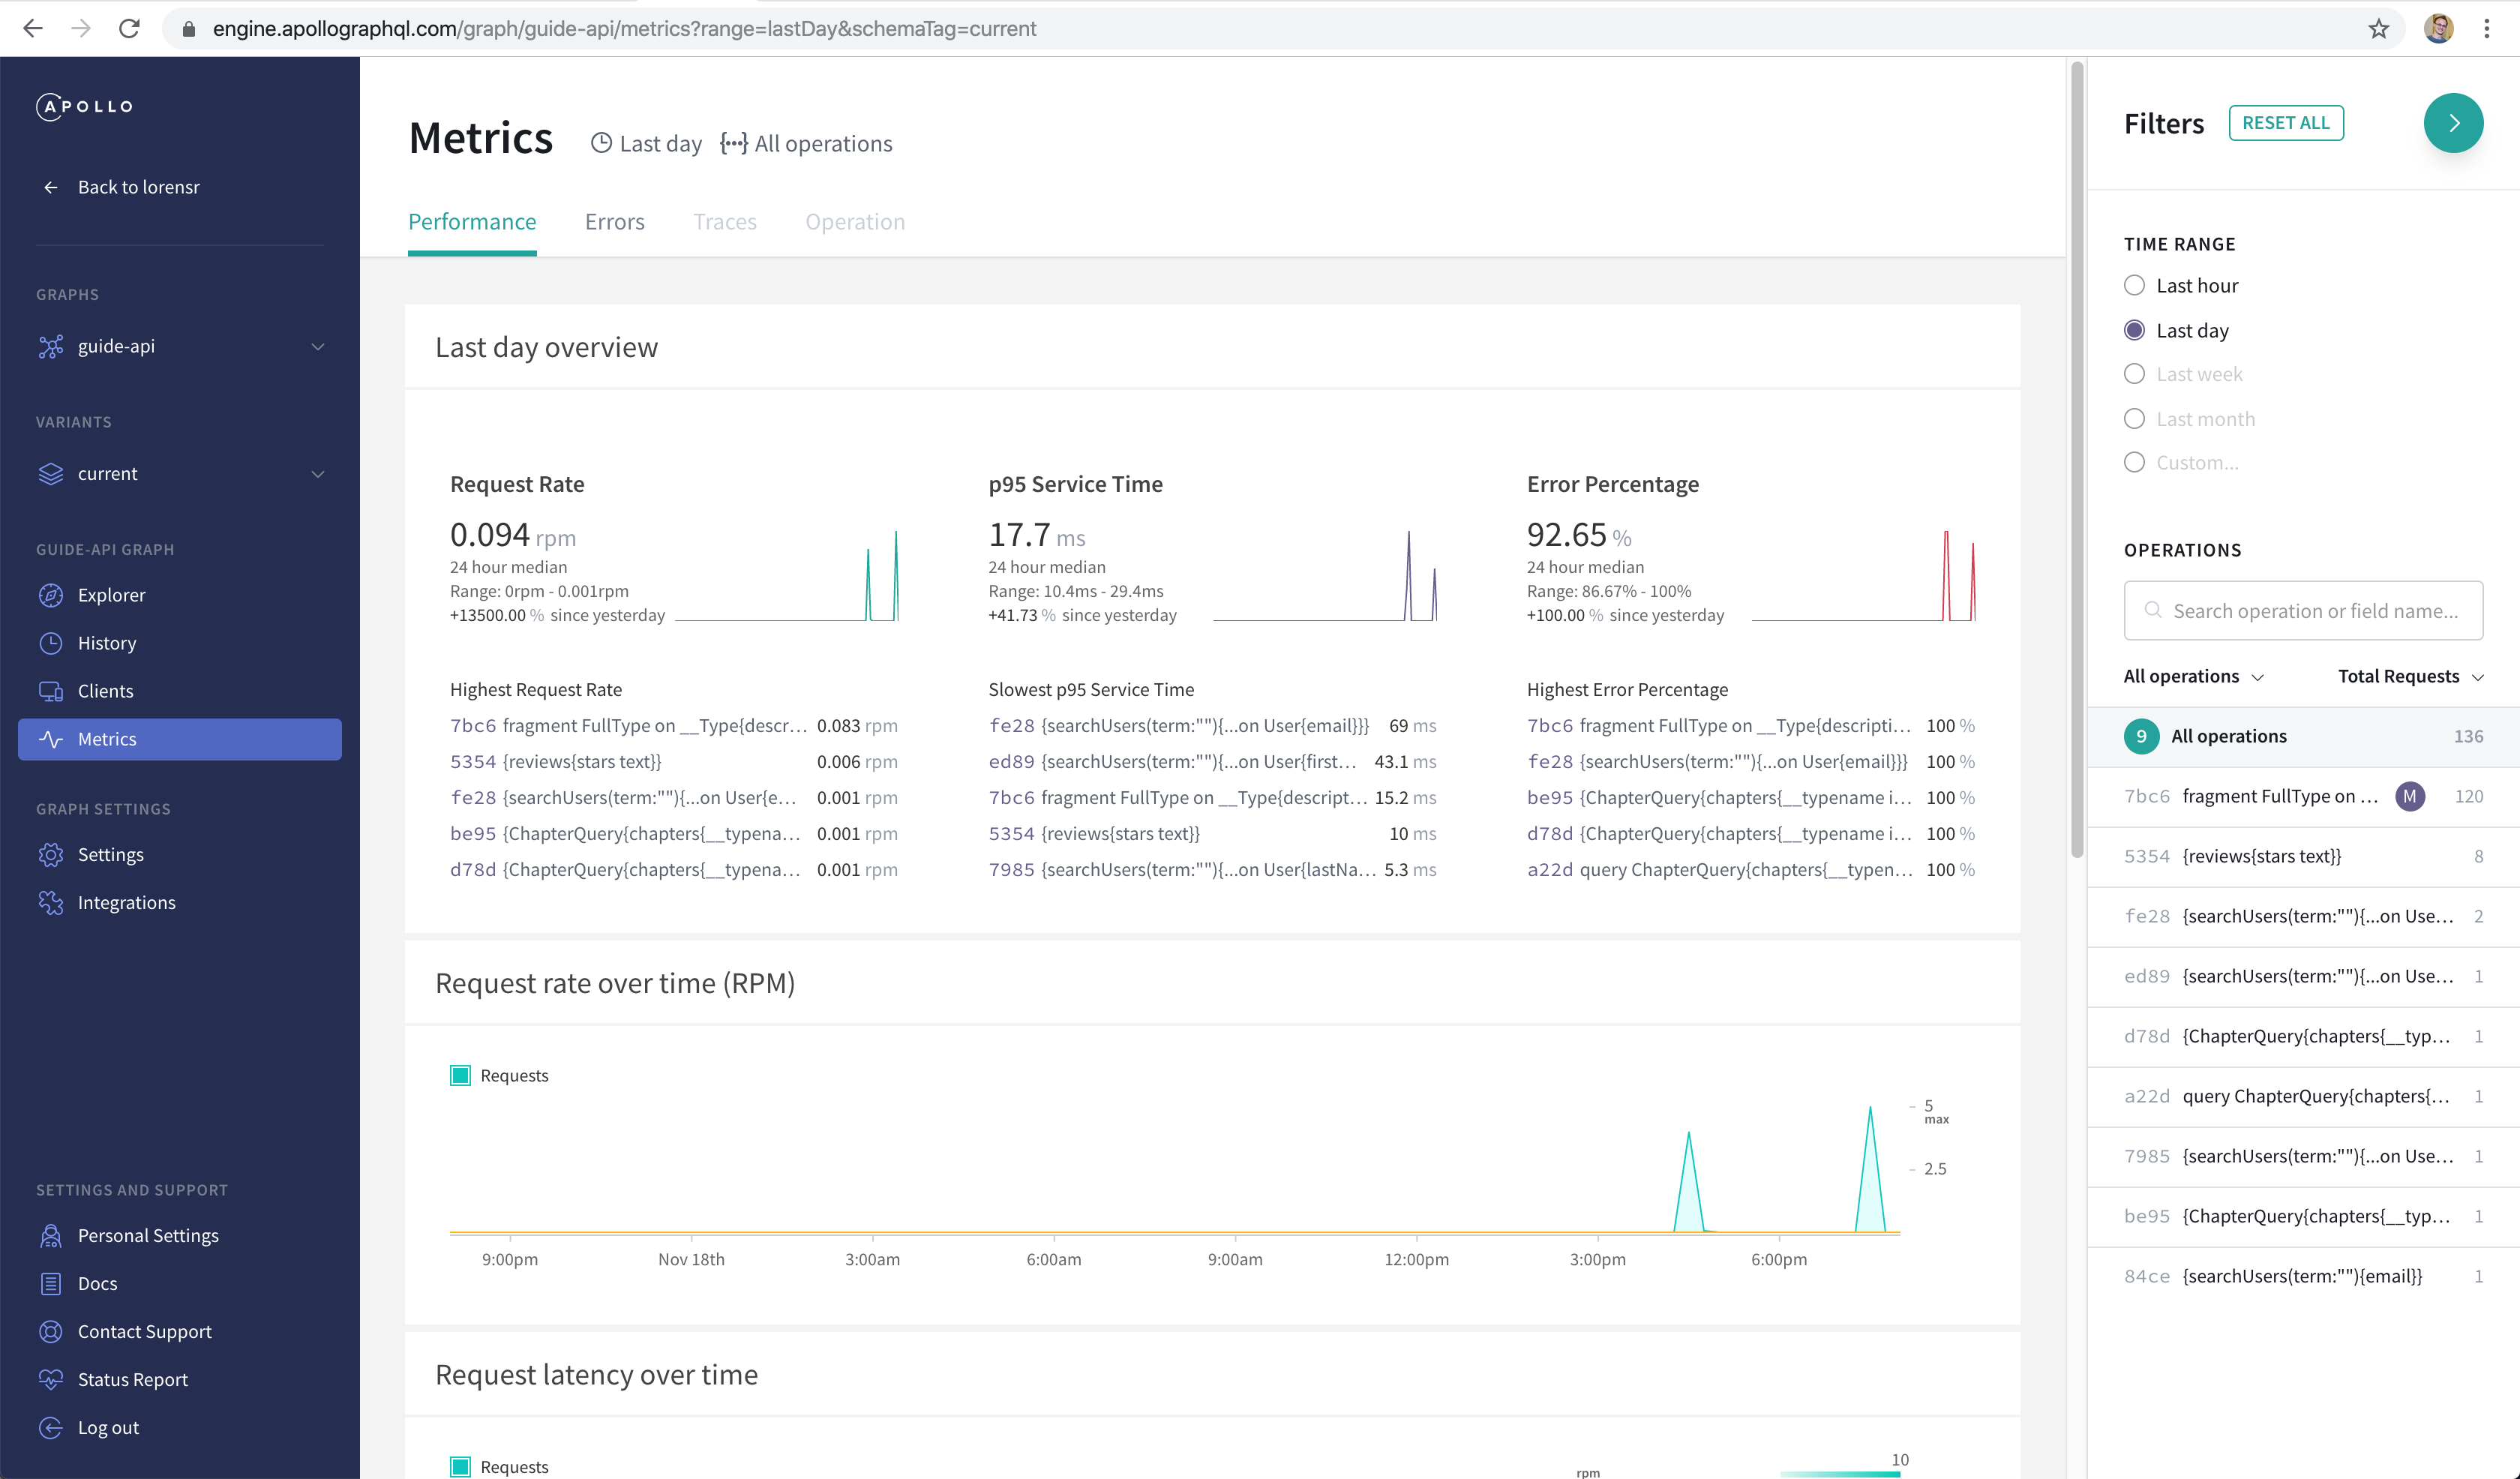 engine.apollographql.com/graph/guide-api/metrics?range=lastDay&schemaTag=current
APOLLO
Back to lorensr
GRAPHS
guide-api
VARIANTS
current
GUIDE-API GRAPH
Explorer
History
Clients
Metrics
GRAPH SETTINGS
Settings
Integrations
SETTINGS AND SUPPORT
Personal Settings
Docs
Contact Support
Status Report
Log out
Metrics Last day All operations
Performance Errors Traces Operation
Last day overview
Request Rate
0.094 rpm
24 hour median
Range: 0rpm - 0.001rpm
+13500.00 % since yesterday
Highest Request Rate
7bc6 fragment FullType on __Type{descr... 0.083 rpm
5354 {reviews{stars text}} 0.006 rpm
fe28 {searchUsers(term:""){...on User{e... 0.001 rpm
be95 {ChapterQuery{chapters{__typena... 0.001 rpm
d78d {ChapterQuery{chapters{__typena... 0.001 rpm
p95 Service Time
17.7 ms
24 hour median
Range: 10.4ms - 29.4ms
+41.73 % since yesterday
Slowest p95 Service Time
fe28 {searchUsers(term:""){...on User{email}}} 69 ms
ed89 {searchUsers(term:""){...on User{first... 43.1 ms
7bc6 fragment FullType on __Type{descript... 15.2 ms
5354 {reviews{stars text}} 10 ms
7985 {searchUsers(term:""){...on User{lastNa... 5.3 ms
Error Percentage
92.65 %
24 hour median
Range: 86.67% - 100%
+100.00 % since yesterday
Highest Error Percentage
7bc6 fragment FullType on __Type{descripti... 100 %
fe28 {searchUsers(term:""){...on User{email}}} 100 %
be95 {ChapterQuery{chapters{__typename i... 100 %
d78d {ChapterQuery{chapters{__typename i... 100 %
a22d query ChapterQuery{chapters{__typen... 100 %
Request rate over time (RPM)
Requests
5
max
2.5
9:00pm Nov 18th 3:00am 6:00am 9:00am 12:00pm 3:00pm 6:00pm
Request latency over time
Requests
rpm
10
Filters RESET ALL
TIME RANGE
Last hour
Last day
Last week
Last month
Custom...
OPERATIONS
Search operation or field name...
All operations Total Requests
9 All operations 136
7bc6 fragment FullType on ... M 120
5354 {reviews{stars text}} 8
fe28 {searchUsers(term:""){...on Use... 2
ed89 {searchUsers(term:""){...on Use... 1
d78d {ChapterQuery{chapters{__typ... 1
a22d query ChapterQuery{chapters{... 1
7985 {searchUsers(term:""){...on Use... 1
be95 {ChapterQuery{chapters{__typ... 1
84ce {searchUsers(term:""){email}} 1